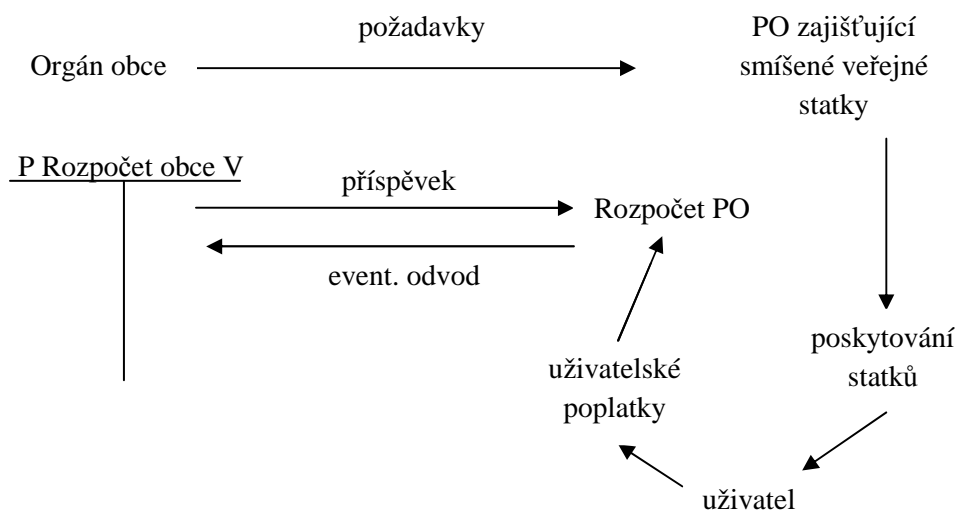 požadavky
Orgán obce
PO zajišťující
smíšené veřejné
statky
P Rozpočet obce V
příspěvek
Rozpočet PO
event. odvod
poskytování
statků
uživatelské
poplatky
uživatel